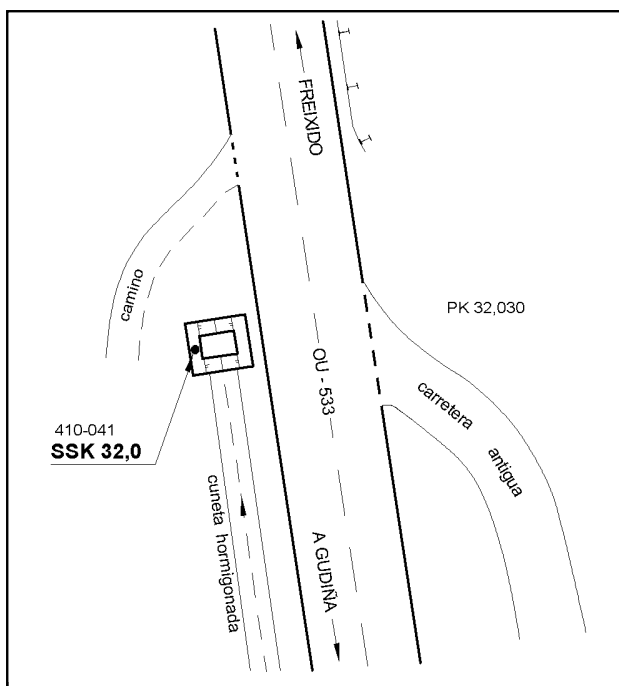 FREIXIDO
camino
PK 32,030
OU - 533
carretera
antigua
410-041
SSK 32,0
cuneta hormigonada
A GUDIÑA